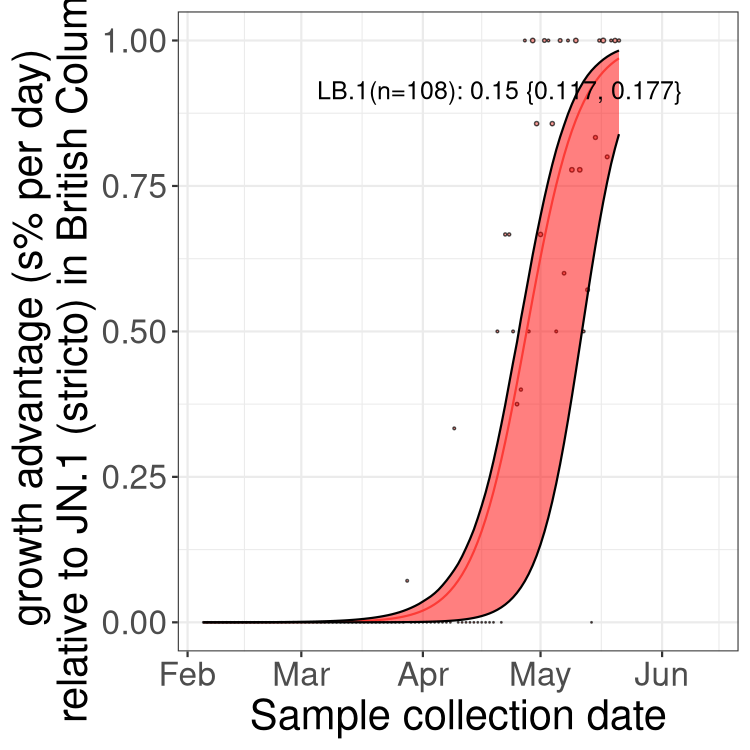 growth advantage (s% per day)
relative to JN.1 (stricto) in British Colum
1.00
0.75
0.50
0.25
0.00
LB.1(n=108): 0.15 {0.117, 0.177}
Feb Mar Apr May Jun
Sample collection date